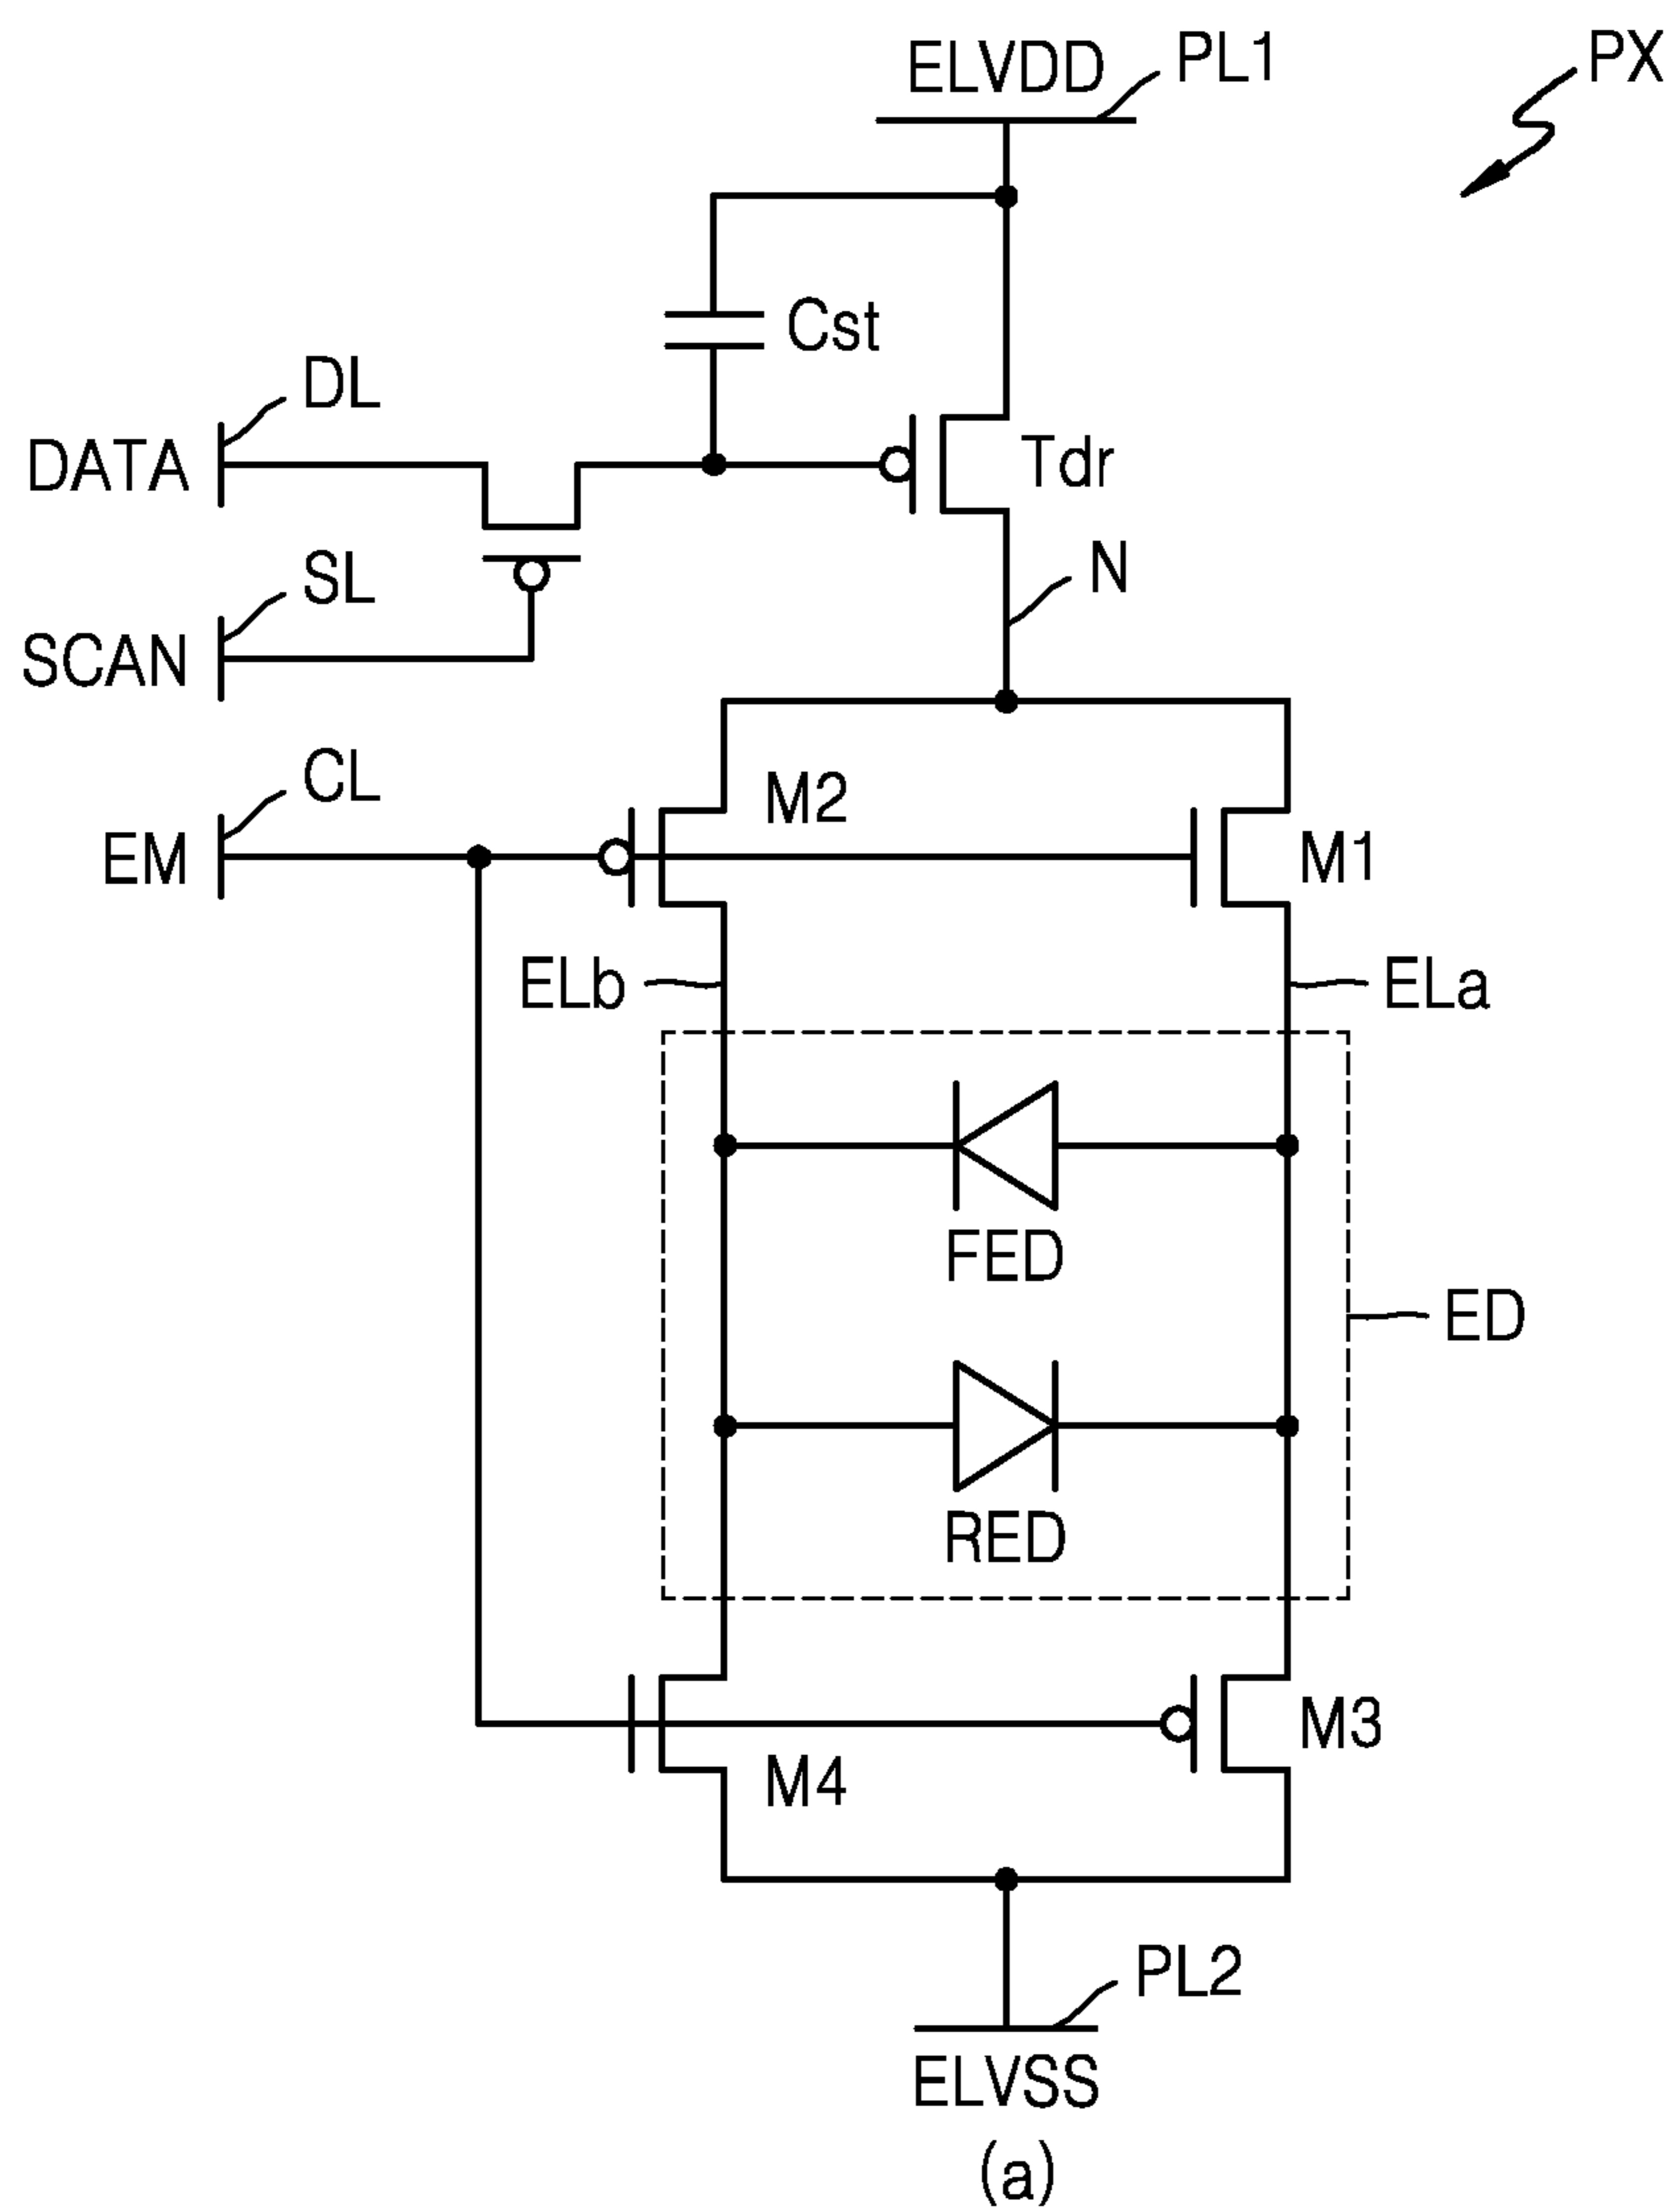 ELVDD
PL1
PX
Cst
DL
DATA
Tdr
SL
N
SCAN
CL
M2
EM
M1
ELb
ELa
FED
ED
RED
M3
M4
PL2
ELVSS
(a)